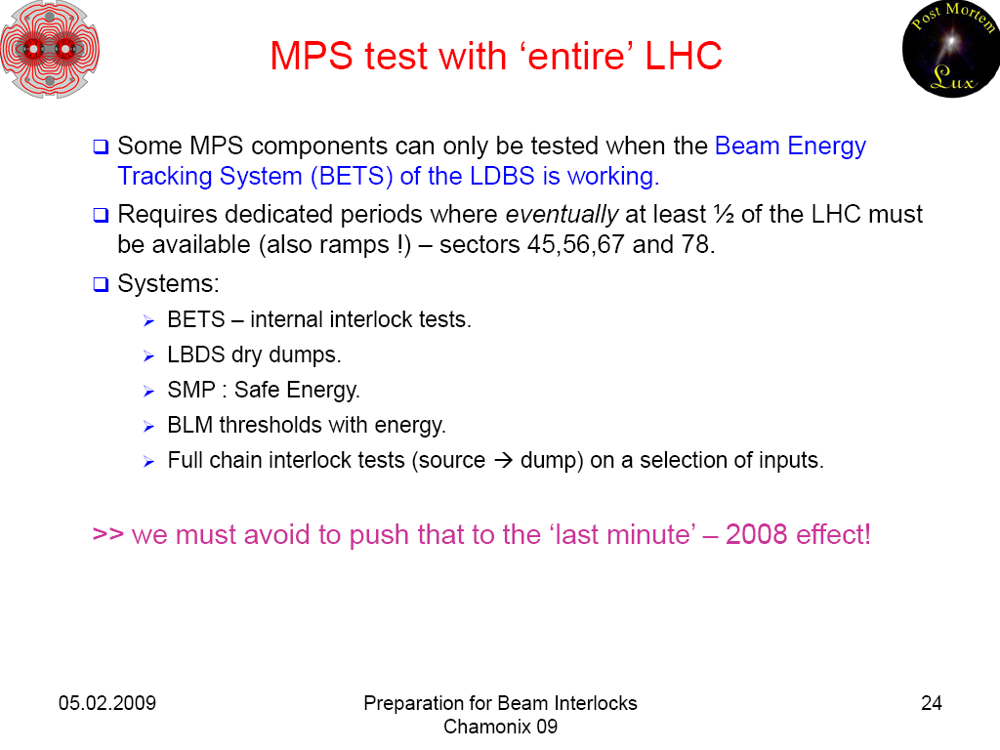 MPS test with ‘entire’ LHC
Post Mortem
Lux
❑ Some MPS components can only be tested when the Beam Energy
Tracking System (BETS) of the LDBS is working.
❑ Requires dedicated periods where eventually at least ½ of the LHC must
be available (also ramps !) – sectors 45,56,67 and 78.
❑ Systems:
➢ BETS – internal interlock tests.
➢ LBDS dry dumps.
➢ SMP : Safe Energy.
➢ BLM thresholds with energy.
➢ Full chain interlock tests (source → dump) on a selection of inputs.
>> we must avoid to push that to the ‘last minute’ – 2008 effect!
05.02.2009
Preparation for Beam Interlocks
Chamonix 09
24